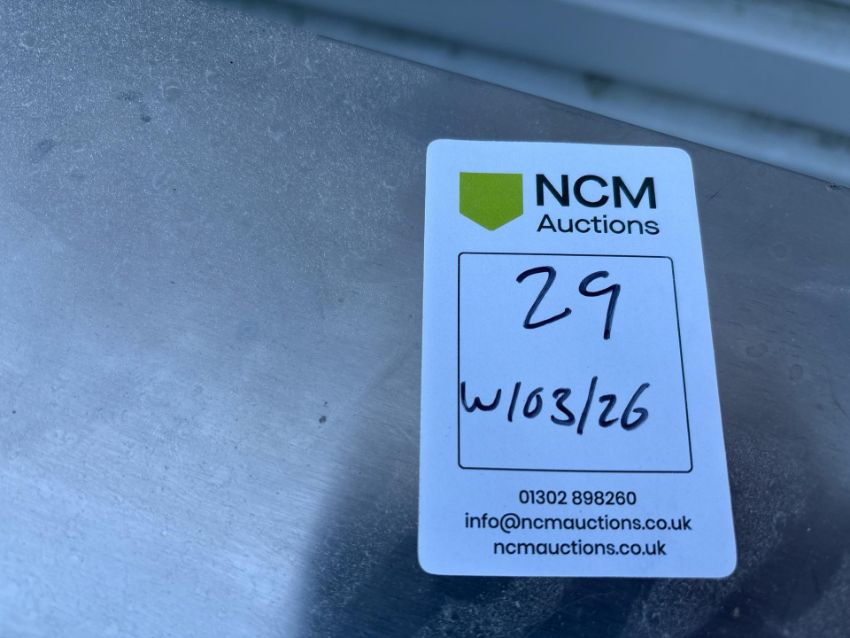 NCM
Auctions
29
W/03/26
01302 898260
info@ncmauctions.co.uk
ncmauctions.co.uk